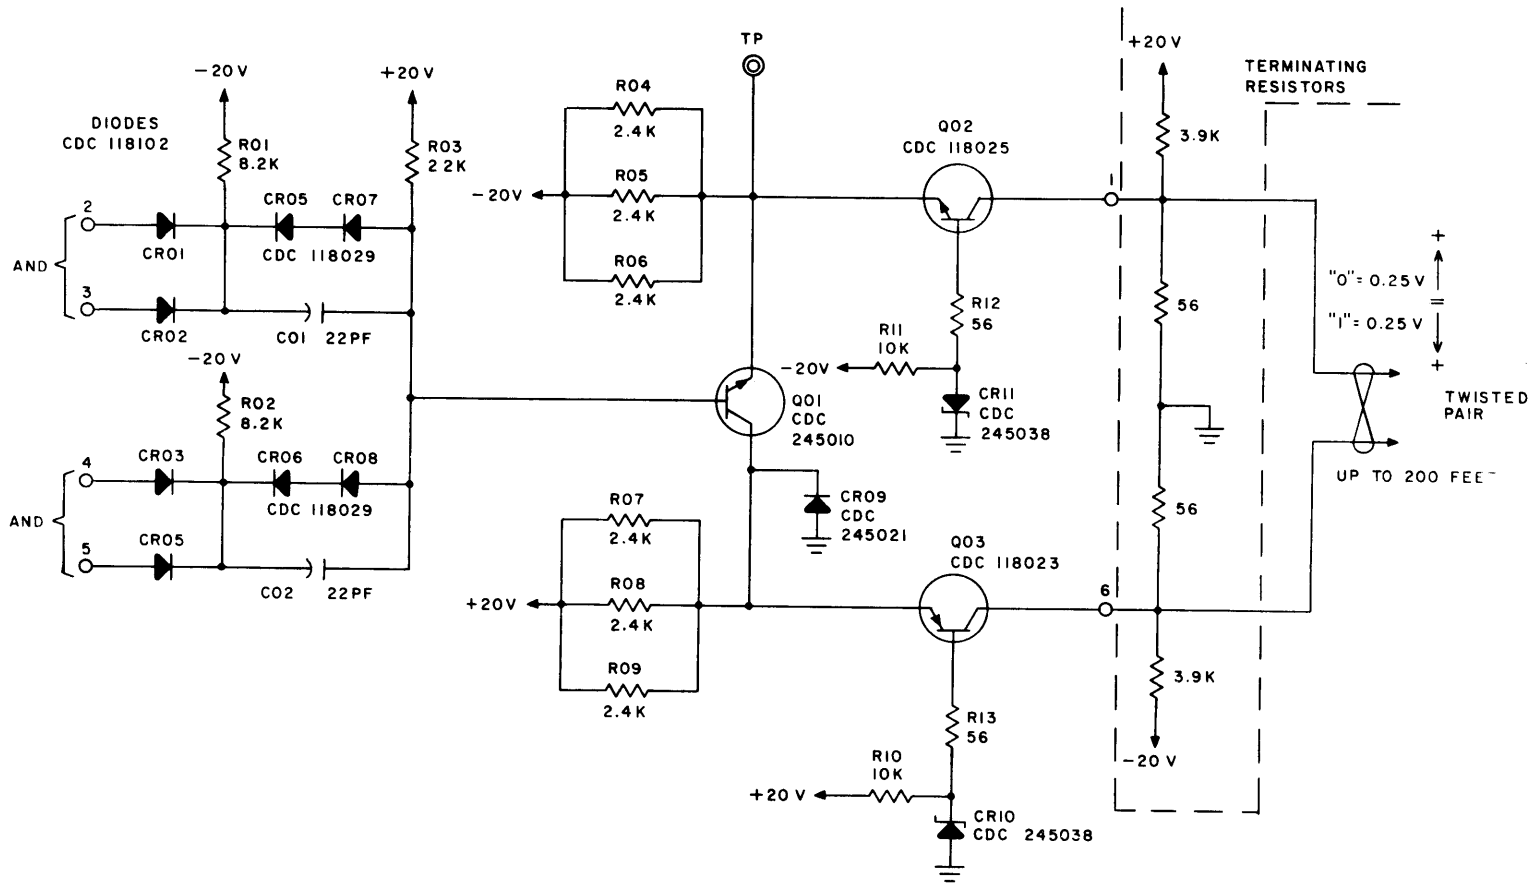 TP
+20V
TERMINATING
RESISTORS
−20V
+20V
DIODES
CDC 118102
R01
8.2K
R03
22K
R04
2.4K
Q02
CDC 118025
3.9K
2
CR05 CR07
−20V
R05
2.4K
1
CR01
CDC 118029
AND
3
R06
2.4K
+
"0" = 0.25 V
=
"1" = 0.25 V
+
CR02
C01 22PF
R12
56
56
R11
10K
−20V
−20V
R02
8.2K
Q01
CDC
245010
CR11
CDC
245038
TWISTED
PAIR
4
CR03
CR06 CR08
CDC 118029
UP TO 200 FEET
R07
2.4K
CR09
CDC
245021
56
AND
5
CR05
Q03
CDC 118023
C02 22PF
+20V
R08
2.4K
6
R09
2.4K
3.9K
R13
56
R10
10K
−20V
+20V
CR10
CDC 245038